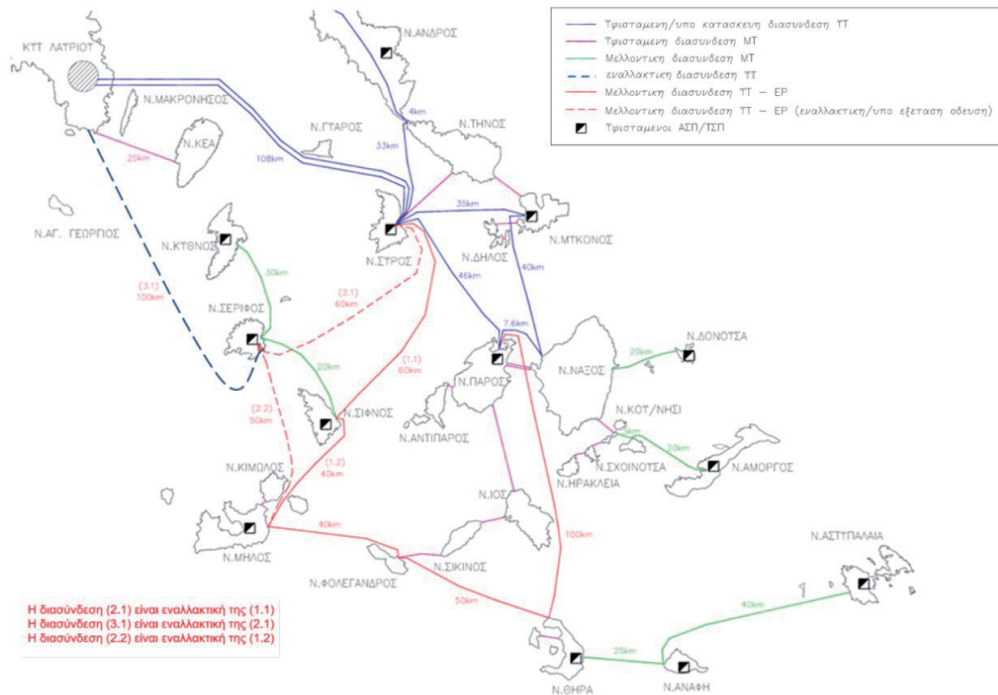 Τφισταμενη/υπο κατασκευη διασυνδεση ΤΤ
Τφισταμενη διασυνδεση ΜΤ
Μελλοντικη διασυνδεση ΜΤ
εναλλακτικη διασυνδεση ΤΤ
Μελλοντικη διασυνδεση ΤΤ – ΕΡ
Μελλοντικη διασυνδεση ΤΤ – ΕΡ (εναλλακτικη/υπο εξεταση οδευση)
Τφισταμενοι ΑΣΠ/ΤΣΠ
ΚΤΤ ΛΑΤΡΙΟΤ
Ν.ΑΝΔΡΟΣ
Ν.ΜΑΚΡΟΝΗΣΟΣ
4km
Ν.ΤΗΝΟΣ
Ν.ΓΤΑΡΟΣ
33km
Ν.ΚΕΑ
25km
108km
35km
Ν.ΑΓ. ΓΕΩΡΓΙΟΣ
Ν.ΚΤΘΝΟΣ
Ν.ΣΤΡΟΣ
Ν.ΔΗΛΟΣ
Ν.ΜΤΚΟΝΟΣ
(3.1)
100km
30km
(2.1)
60km
46km
40km
Ν.ΣΕΡΙΦΟΣ
7.6km
Ν.ΔΟΝΟΤΣΑ
20km
20km
(1.1)
60km
Ν.ΠΑΡΟΣ
Ν.ΝΑΞΟΣ
(2.2)
50km
Ν.ΣΙΦΝΟΣ
Ν.ΑΝΤΙΠΑΡΟΣ
Ν.ΚΟΤ/ΝΗΣΙ
20km
Ν.ΣΧΟΙΝΟΤΣΑ
Ν.ΗΡΑΚΛΕΙΑ
Ν.ΑΜΟΡΓΟΣ
(1.2)
40km
Ν.ΚΙΜΩΛΟΣ
Ν.ΙΟΣ
40km
100km
Ν.ΜΗΛΟΣ
Ν.ΣΙΚΙΝΟΣ
Ν.ΦΟΛΕΓΑΝΔΡΟΣ
Ν.ΑΣΤΤΠΑΛΑΙΑ
50km
40km
25km
Ν.ΘΗΡΑ
Ν.ΑΝΑΦΗ
Η διασύνδεση (2.1) είναι εναλλακτική της (1.1)
Η διασύνδεση (3.1) είναι εναλλακτική της (2.1)
Η διασύνδεση (2.2) είναι εναλλακτική της (1.2)